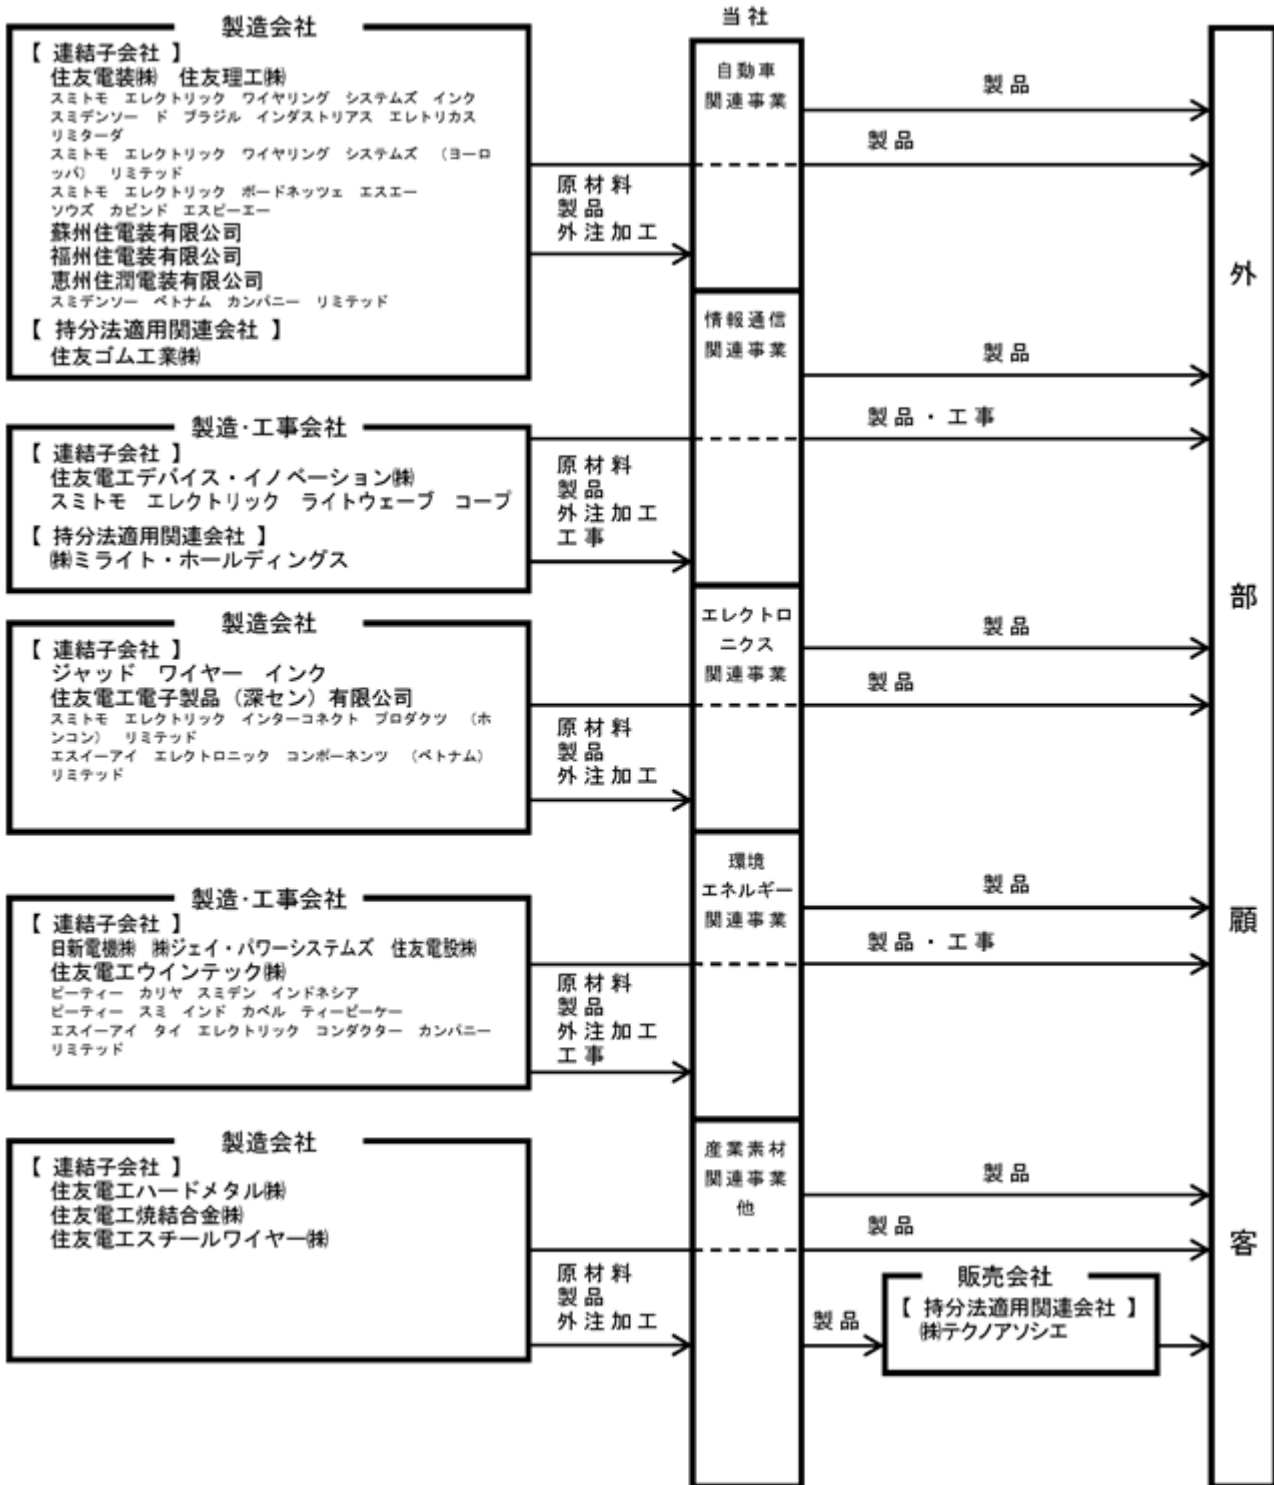 当社
製造会社
【 連結子会社 】
住友電装㈱　住友理工㈱
スミトモ　エレクトリック　ワイヤリング　システムズ　インク
スミデンソー　ド　ブラジル　インダストリアス　エレトリカス
リミターダ
スミトモ　エレクトリック　ワイヤリング　システムズ　（ヨーロ
ッパ）　リミテッド
スミトモ　エレクトリック　ボードネッツェ　エスエー
ソウズ　カビンド　エスピーエー
蘇州住電装有限公司
福州住電装有限公司
恵州住潤電装有限公司
スミデンソー　ベトナム　カンパニー　リミテッド
【 持分法適用関連会社 】
住友ゴム工業㈱
原材料
製品
外注加工
自動車
関連事業
製品
製品
製造・工事会社
【 連結子会社 】
住友電工デバイス・イノベーション㈱
スミトモ　エレクトリック　ライトウェーブ　コープ
【 持分法適用関連会社 】
㈱ミライト・ホールディングス
原材料
製品
外注加工
工事
情報通信
関連事業
製品
製品・工事
製造会社
【 連結子会社 】
ジャッド　ワイヤー　インク
住友電工電子製品（深セン）有限公司
スミトモ　エレクトリック　インターコネクト　プロダクツ　（ホ
ンコン）　リミテッド
エスイーアイ　エレクトロニック　コンポーネンツ　（ベトナム）
リミテッド
原材料
製品
外注加工
エレクトロ
ニクス
関連事業
製品
製品
製造・工事会社
【 連結子会社 】
日新電機㈱　㈱ジェイ・パワーシステムズ　住友電設㈱
住友電工ウインテック㈱
ピーティー　カリヤ　スミデン　インドネシア
ピーティー　スミ　インド　カベル　ティービーケー
エスイーアイ　タイ　エレクトリック　コンダクター　カンパニー
リミテッド
原材料
製品
外注加工
工事
環境
エネルギー
関連事業
製品
製品・工事
製造会社
【 連結子会社 】
住友電工ハードメタル㈱
住友電工焼結合金㈱
住友電工スチールワイヤー㈱
原材料
製品
外注加工
産業素材
関連事業
他
製品
製品
製品
販売会社
【 持分法適用関連会社 】
㈱テクノアソシエ
外
部
顧
客